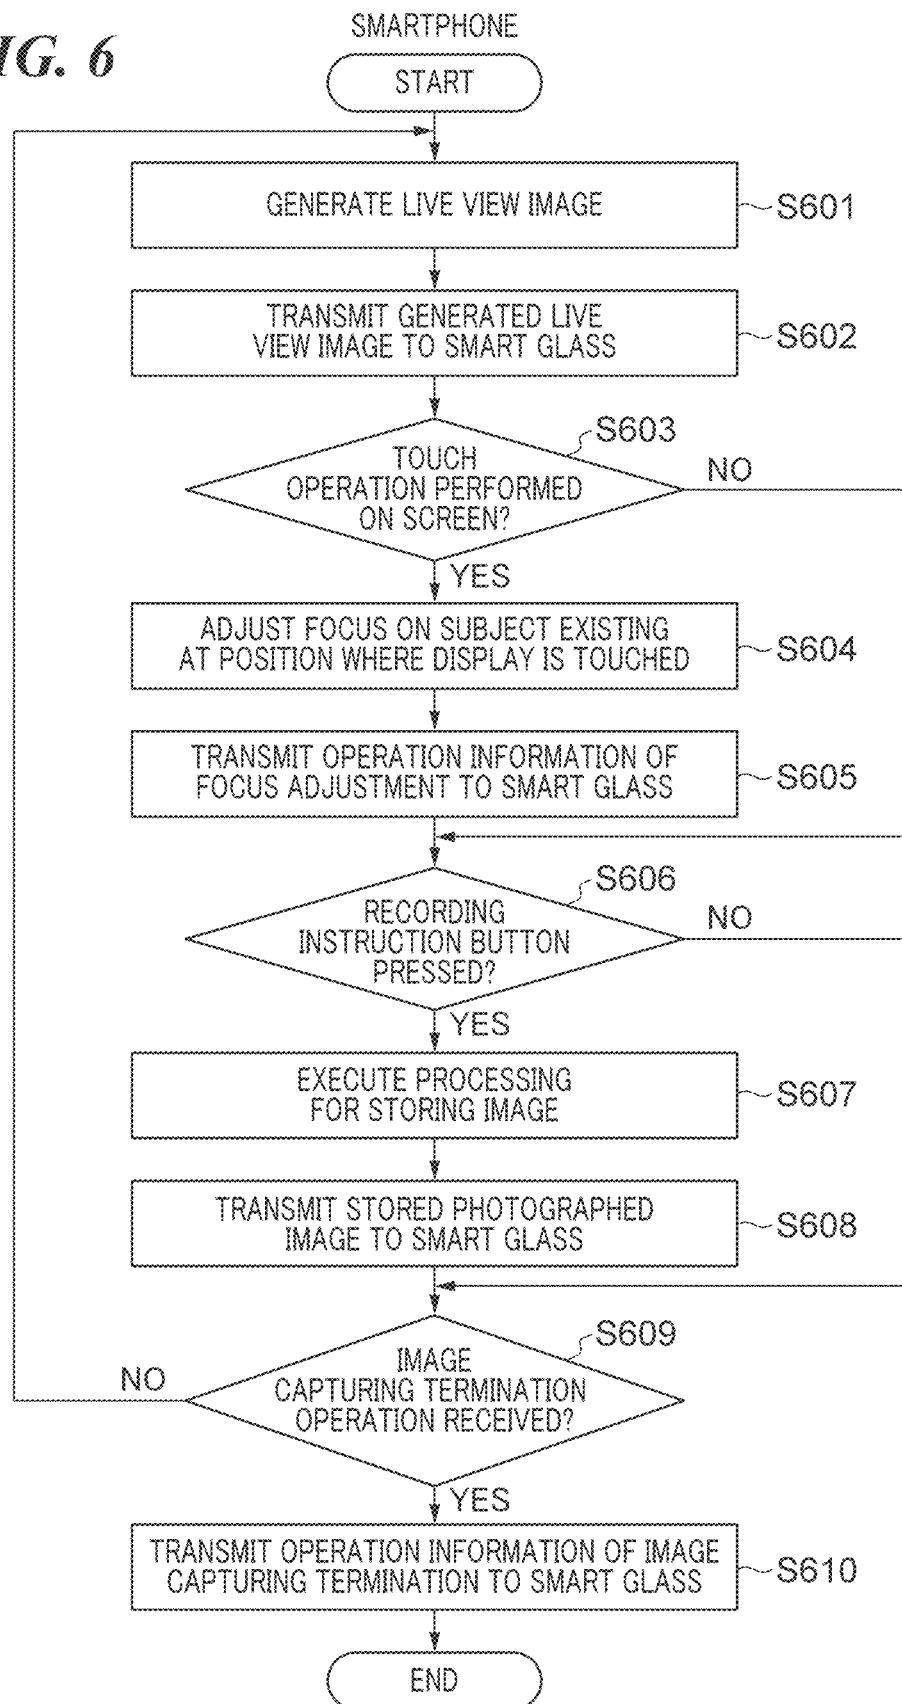 IG. 6
SMARTPHONE
START
GENERATE LIVE VIEW IMAGE
S601
TRANSMIT GENERATED LIVE
VIEW IMAGE TO SMART GLASS
S602
S603
TOUCH
OPERATION PERFORMED
ON SCREEN?
NO
YES
ADJUST FOCUS ON SUBJECT EXISTING
AT POSITION WHERE DISPLAY IS TOUCHED
S604
TRANSMIT OPERATION INFORMATION OF
FOCUS ADJUSTMENT TO SMART GLASS
S605
S606
RECORDING
INSTRUCTION BUTTON
PRESSED?
NO
YES
EXECUTE PROCESSING
FOR STORING IMAGE
S607
TRANSMIT STORED PHOTOGRAPHED
IMAGE TO SMART GLASS
S608
S609
IMAGE
CAPTURING TERMINATION
OPERATION RECEIVED?
NO
YES
TRANSMIT OPERATION INFORMATION OF IMAGE
CAPTURING TERMINATION TO SMART GLASS
S610
END